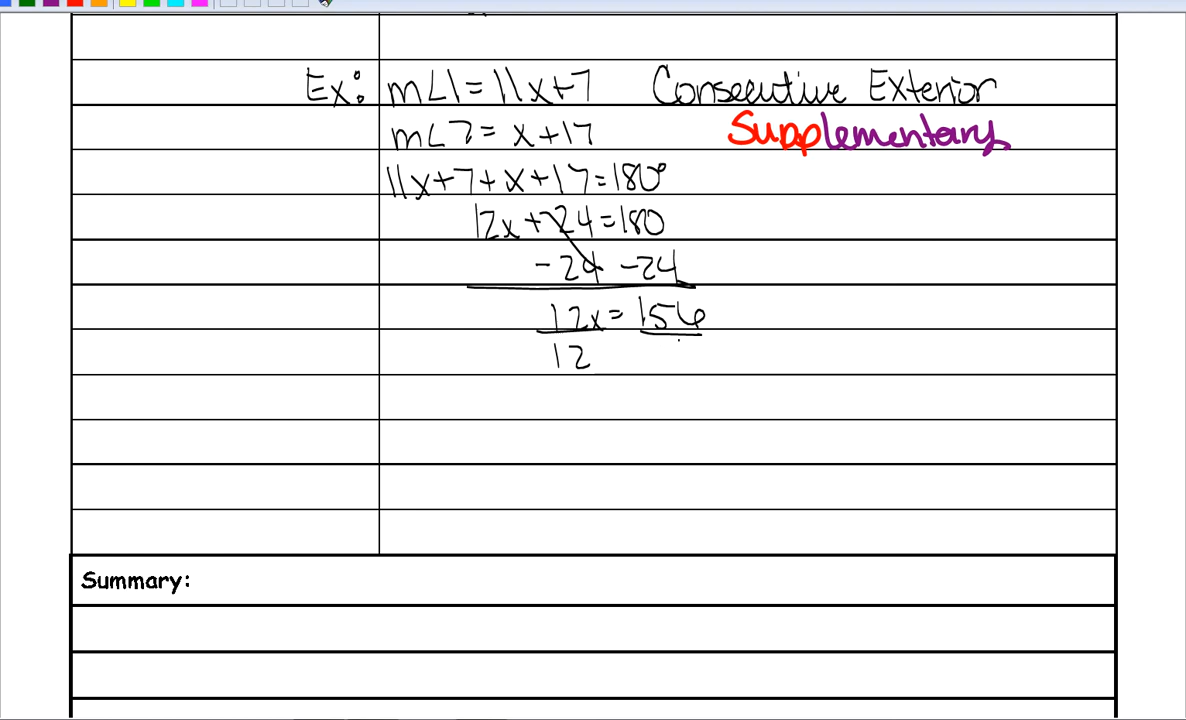 Ex: m∠1 = 11x+7 Consecutive Exterior
m∠7 = x+17 Supplementary
11x+7+x+17=180°
12x+24=180
-24 -24
12x = 156
12
Summary: